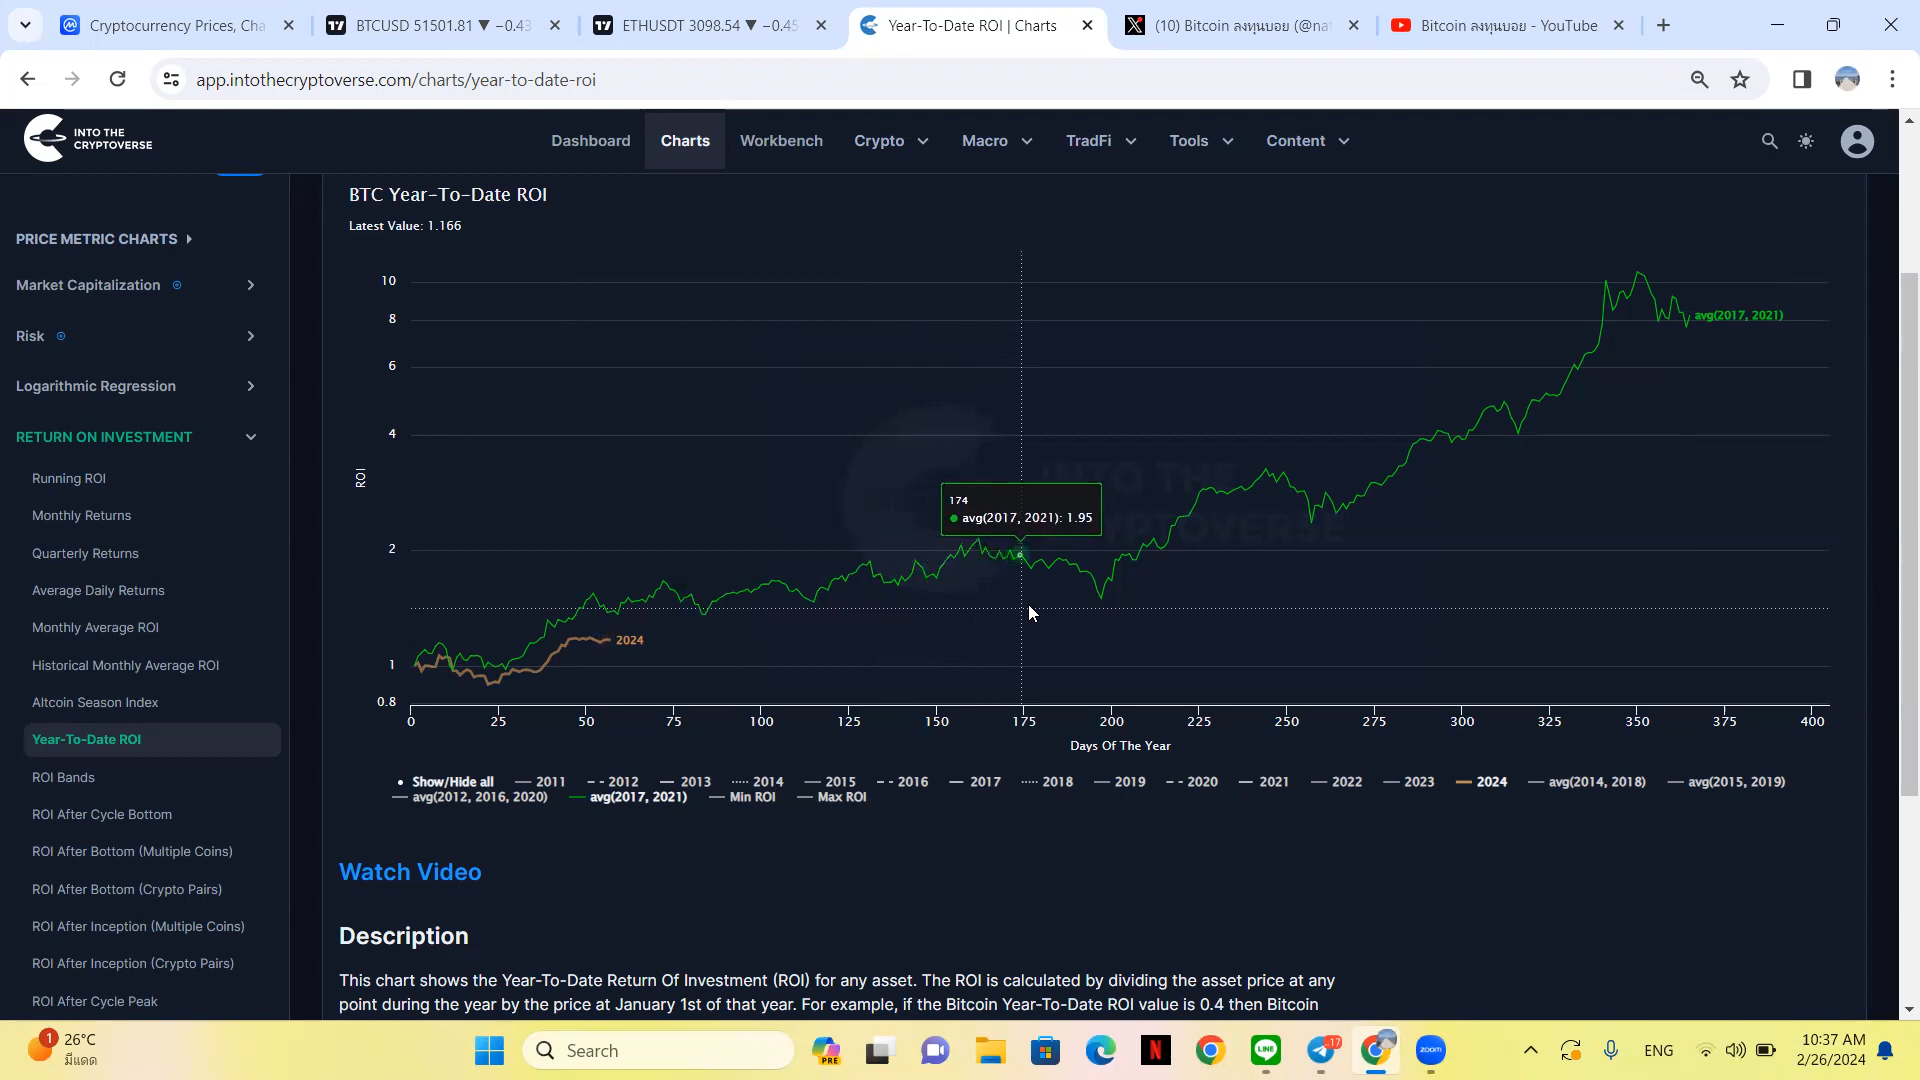 Cryptocurrency Prices, Cha
BTCUSD 51501.81 ▼ −0.43
ETHUSDT 3098.54 ▼ −0.45
Year-To-Date ROI | Charts
(10) Bitcoin ลงทุนบอย (@na
Bitcoin ลงทุนบอย - YouTube
app.intothecryptoverse.com/charts/year-to-date-roi
INTO THE
CRYPTOVERSE
Dashboard
Charts
Workbench
Crypto
Macro
TradFi
Tools
Content
PRICE METRIC CHARTS
Market Capitalization
Risk
Logarithmic Regression
RETURN ON INVESTMENT
Running ROI
Monthly Returns
Quarterly Returns
Average Daily Returns
Monthly Average ROI
Historical Monthly Average ROI
Altcoin Season Index
Year-To-Date ROI
ROI Bands
ROI After Cycle Bottom
ROI After Bottom (Multiple Coins)
ROI After Bottom (Crypto Pairs)
ROI After Inception (Multiple Coins)
ROI After Inception (Crypto Pairs)
ROI After Cycle Peak
BTC Year-To-Date ROI
Latest Value: 1.166
10
8
6
4
2
1
0.8
ROI
avg(2017, 2021)
INTO THE
CRYPTOVERSE
174
avg(2017, 2021): 1.95
2024
0 25 50 75 100 125 150 175 200 225 250 275 300 325 350 375 400
Days Of The Year
Show/Hide all 2011 2012 2013 2014 2015 2016 2017 2018 2019 2020 2021 2022 2023 2024 avg(2014, 2018) avg(2015, 2019)
avg(2012, 2016, 2020) avg(2017, 2021) Min ROI Max ROI
Watch Video
Description
This chart shows the Year-To-Date Return Of Investment (ROI) for any asset. The ROI is calculated by dividing the asset price at any
point during the year by the price at January 1st of that year. For example, if the Bitcoin Year-To-Date ROI value is 0.4 then Bitcoin
1
26°C
มีแดด
Search
PRE
N
LINE
17
zoom
ENG
10:37 AM
2/26/2024